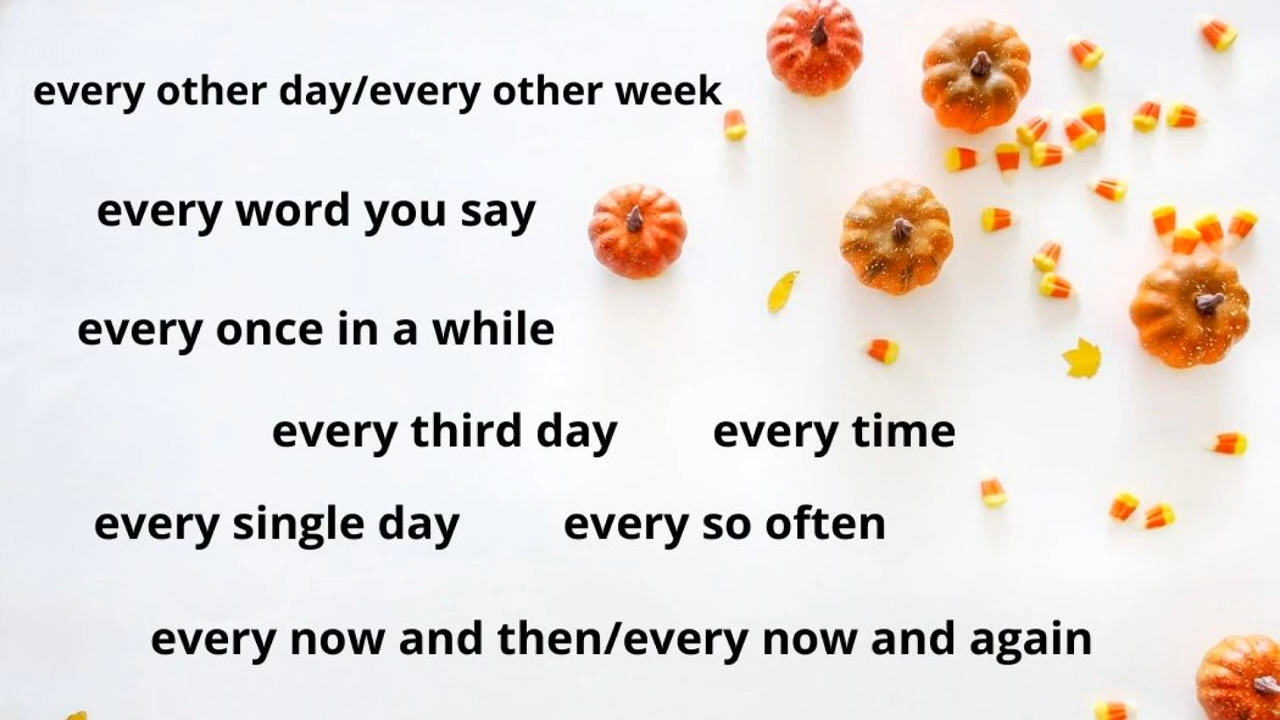 every other day/every other week
every word you say
every once in a while
every third day every time
every single day every so often
every now and then/every now and again